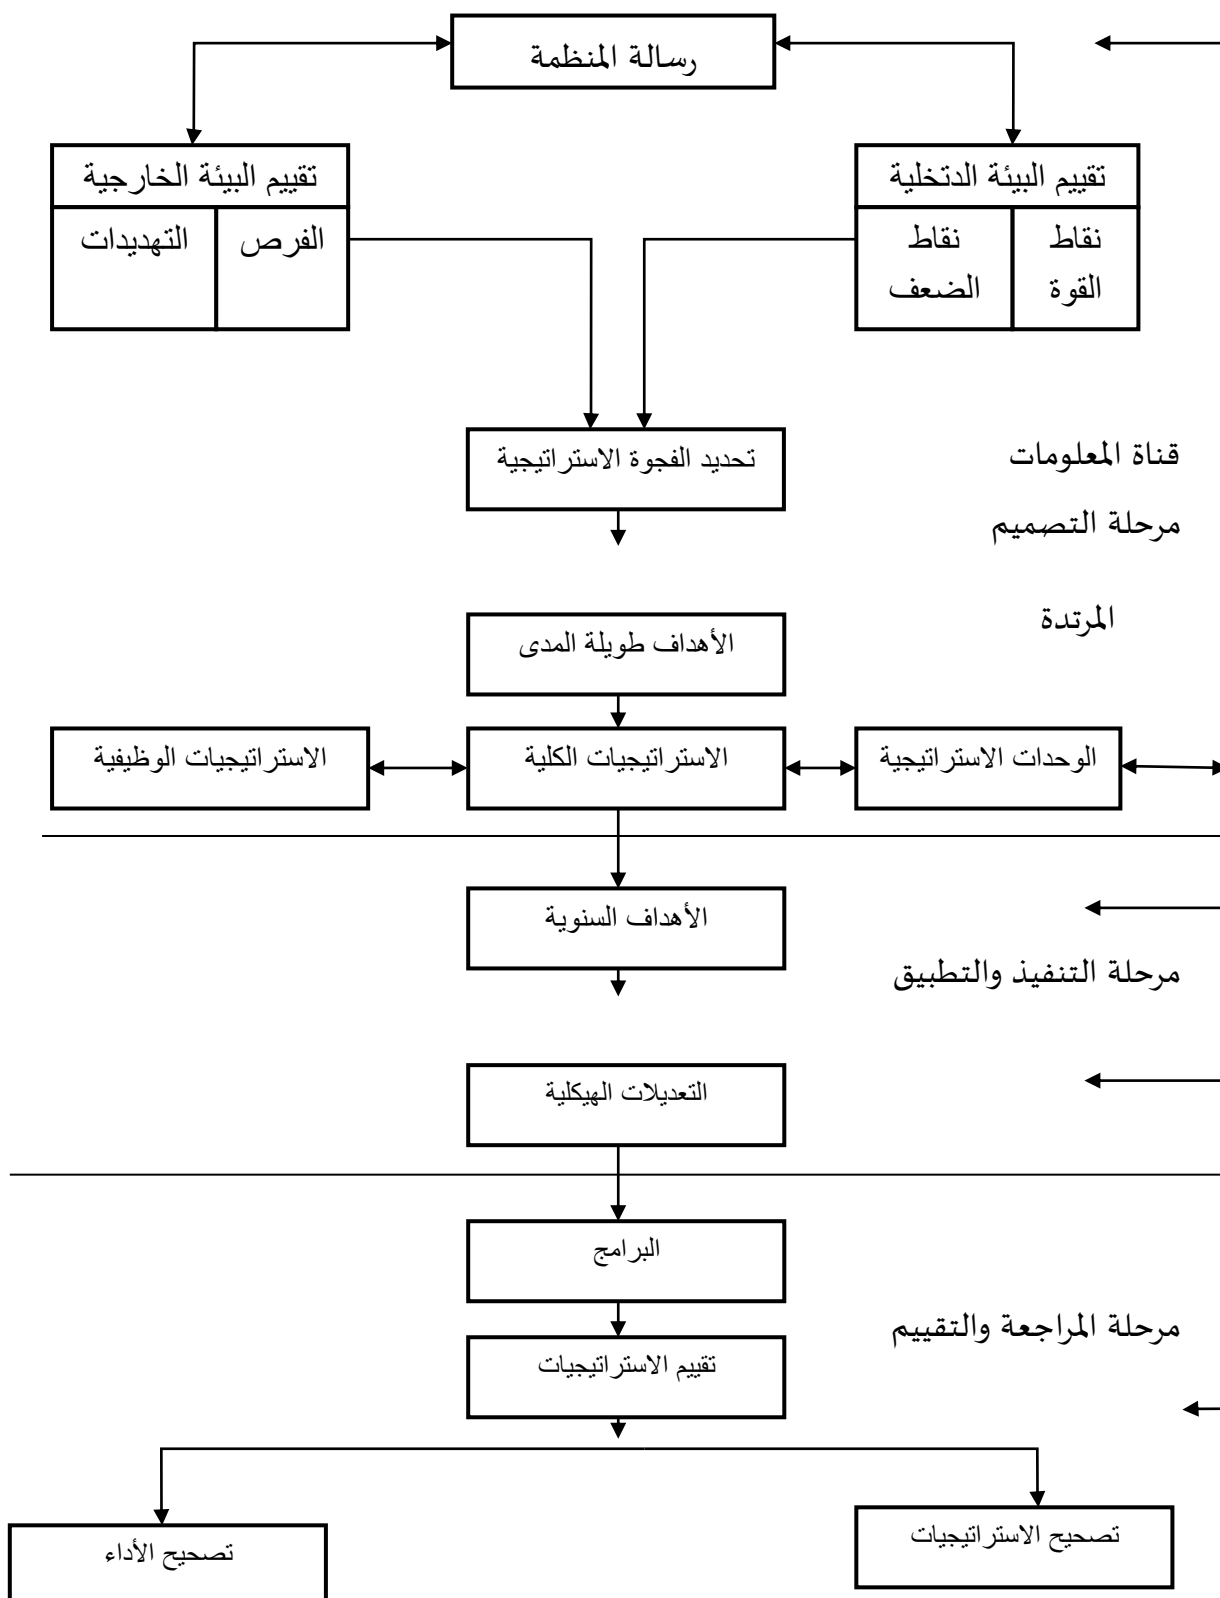 رسالة المنظمة
تقييم البيئة الدتخلية
تقييم البيئة الخارجية
نقاط
القوة
نقاط
الضعف
الفرص
التهديدات
تحديد الفجوة الاستراتيجية
قناة المعلومات
مرحلة التصميم
المرتدة
الأهداف طويلة المدى
الوحدات الاستراتيجية
الاستراتيجيات الكلية
الاستراتيجيات الوظيفية
الأهداف السنوية
مرحلة التنفيذ والتطبيق
التعديلات الهيكلية
البرامج
مرحلة المراجعة والتقييم
تقييم الاستراتيجيات
تصحيح الاستراتيجيات
تصحيح الأداء